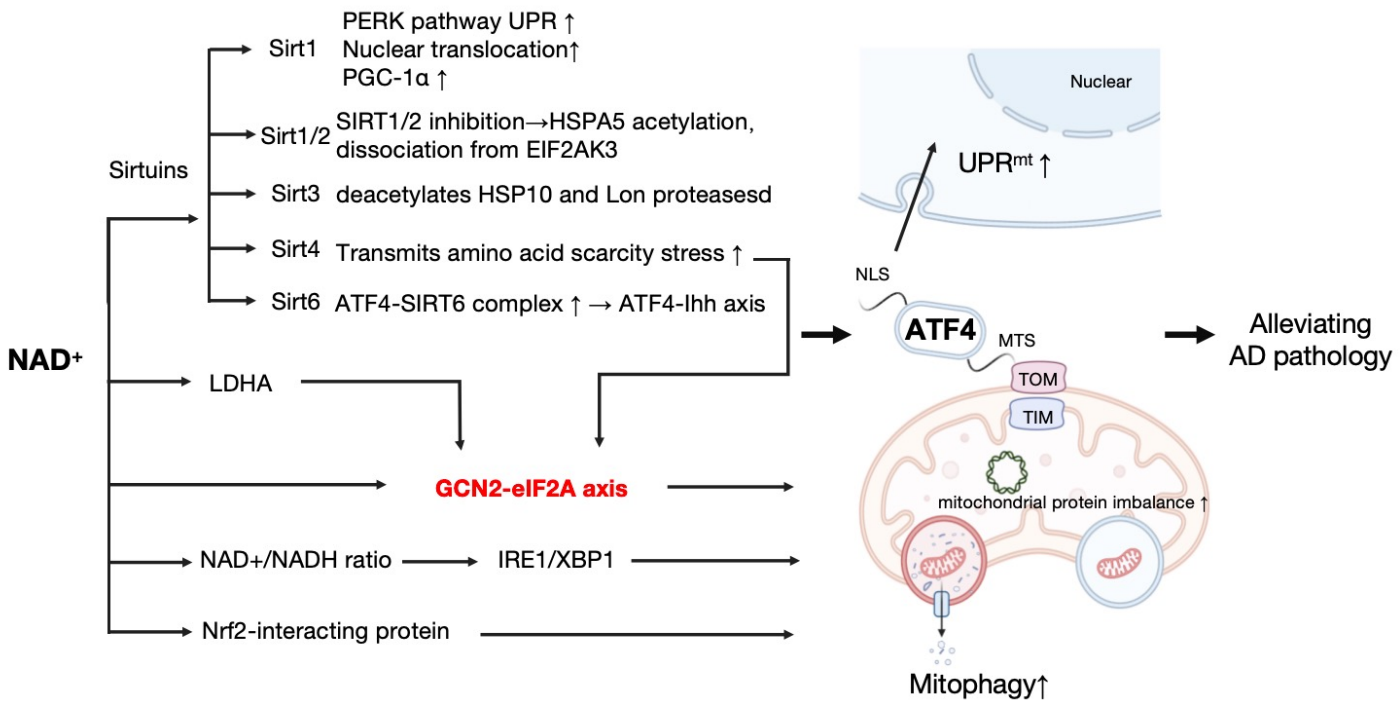 PERK pathway UPR ↑
Sirt1
Nuclear translocation↑
PGC-1α ↑
Sirt1/2
SIRT1/2 inhibition→HSPA5 acetylation,
dissociation from EIF2AK3
Sirtuins
Sirt3
deacetylates HSP10 and Lon proteasesd
Sirt4
Transmits amino acid scarcity stress ↑
Sirt6
ATF4-SIRT6 complex ↑ → ATF4-Ihh axis
NAD+
LDHA
GCN2-eIF2A axis
NAD+/NADH ratio
IRE1/XBP1
Nrf2-interacting protein
Nuclear
UPRmt ↑
NLS
ATF4
MTS
TOM
TIM
mitochondrial protein imbalance ↑
Mitophagy↑
Alleviating
AD pathology